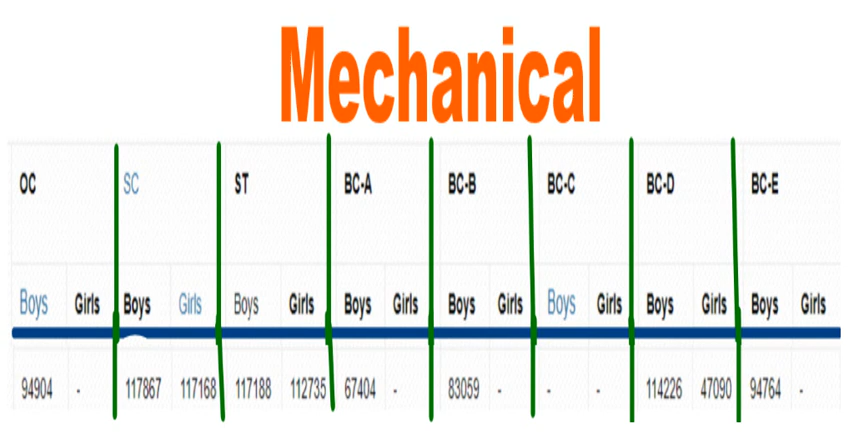 Mechanical
OC SC ST BC-A BC-B BC-C BC-D BC-E
Boys Girls Boys Girls Boys Girls Boys Girls Boys Girls Boys Girls Boys Girls Boys Girls
94904 - 117867 117168 117188 112735 67404 - 83059 - - - 114226 47090 94764 -